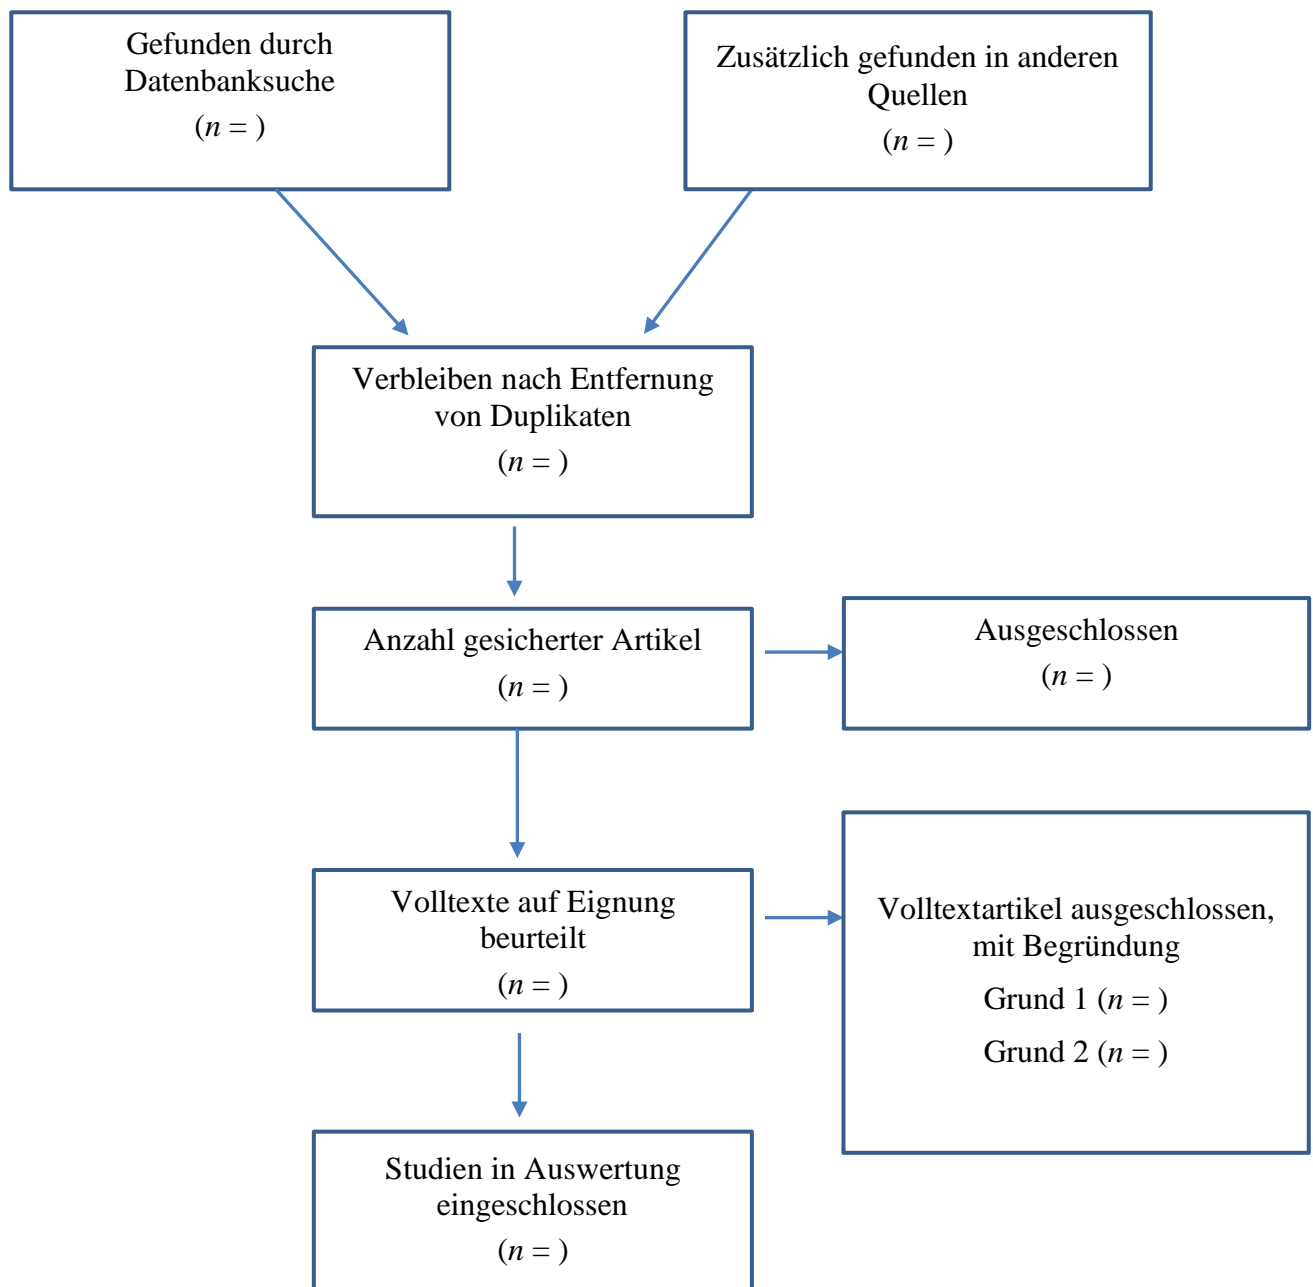 Gefunden durch
Datenbanksuche
(n = )
Zusätzlich gefunden in anderen
Quellen
(n = )
Verbleiben nach Entfernung
von Duplikaten
(n = )
Anzahl gesicherter Artikel
(n = )
Ausgeschlossen
(n = )
Volltexte auf Eignung
beurteilt
(n = )
Volltextartikel ausgeschlossen,
mit Begründung
Grund 1 (n = )
Grund 2 (n = )
Studien in Auswertung
eingeschlossen
(n = )